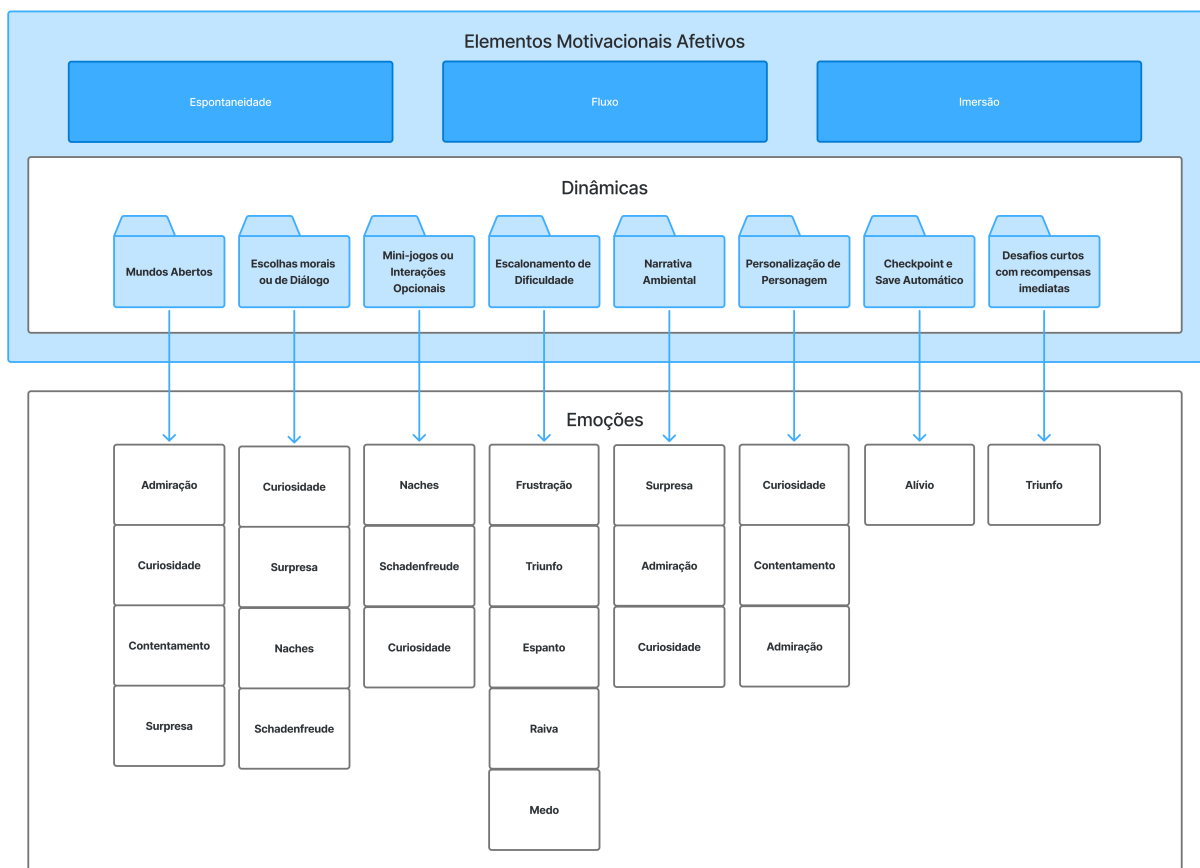 Elementos Motivacionais Afetivos
Espontaneidade
Fluxo
Imersão
Dinâmicas
Mundos Abertos
Escolhas morais
ou de Diálogo
Mini-jogos ou
Interações
Opcionais
Escalonamento de
Dificuldade
Narrativa
Ambiental
Personalização de
Personagem
Checkpoint e
Save Automático
Desafios curtos
com recompensas
imediatas
Emoções
Admiração
Curiosidade
Contentamento
Surpresa
Curiosidade
Surpresa
Naches
Schadenfreude
Naches
Schadenfreude
Curiosidade
Frustração
Triunfo
Espanto
Raiva
Medo
Surpresa
Admiração
Curiosidade
Curiosidade
Contentamento
Admiração
Alívio
Triunfo